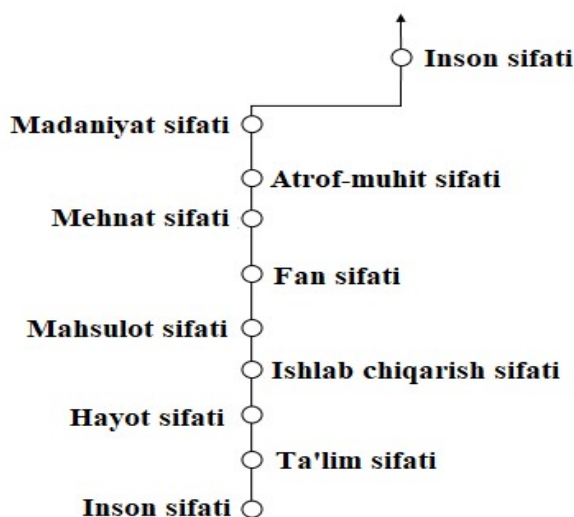 Inson sifati
Madaniyat sifati
Atrof-muhit sifati
Mehnat sifati
Fan sifati
Mahsulot sifati
Ishlab chiqarish sifati
Hayot sifati
Ta'lim sifati
Inson sifati